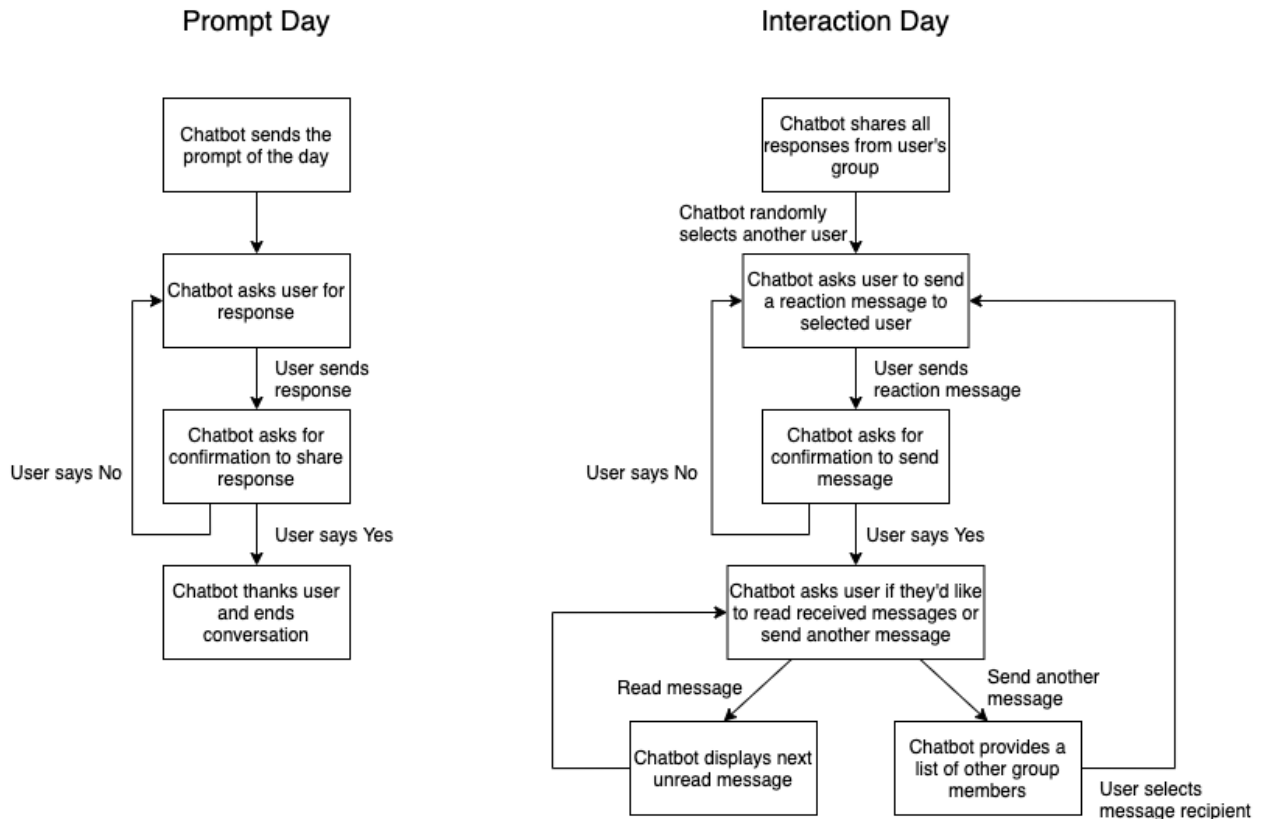 Prompt Day
Chatbot sends the
prompt of the day
Chatbot asks user for
response
User sends
response
Chatbot asks for
confirmation to share
response
User says No
User says Yes
Chatbot thanks user
and ends
conversation
Interaction Day
Chatbot shares all
responses from user's
group
Chatbot randomly
selects another user
Chatbot asks user to send
a reaction message to
selected user
User sends
reaction message
Chatbot asks for
confirmation to send
message
User says No
User says Yes
Chatbot asks user if they'd like
to read received messages or
send another message
Read message
Send another
message
Chatbot displays next
unread message
Chatbot provides a
list of other group
members
User selects
message recipient